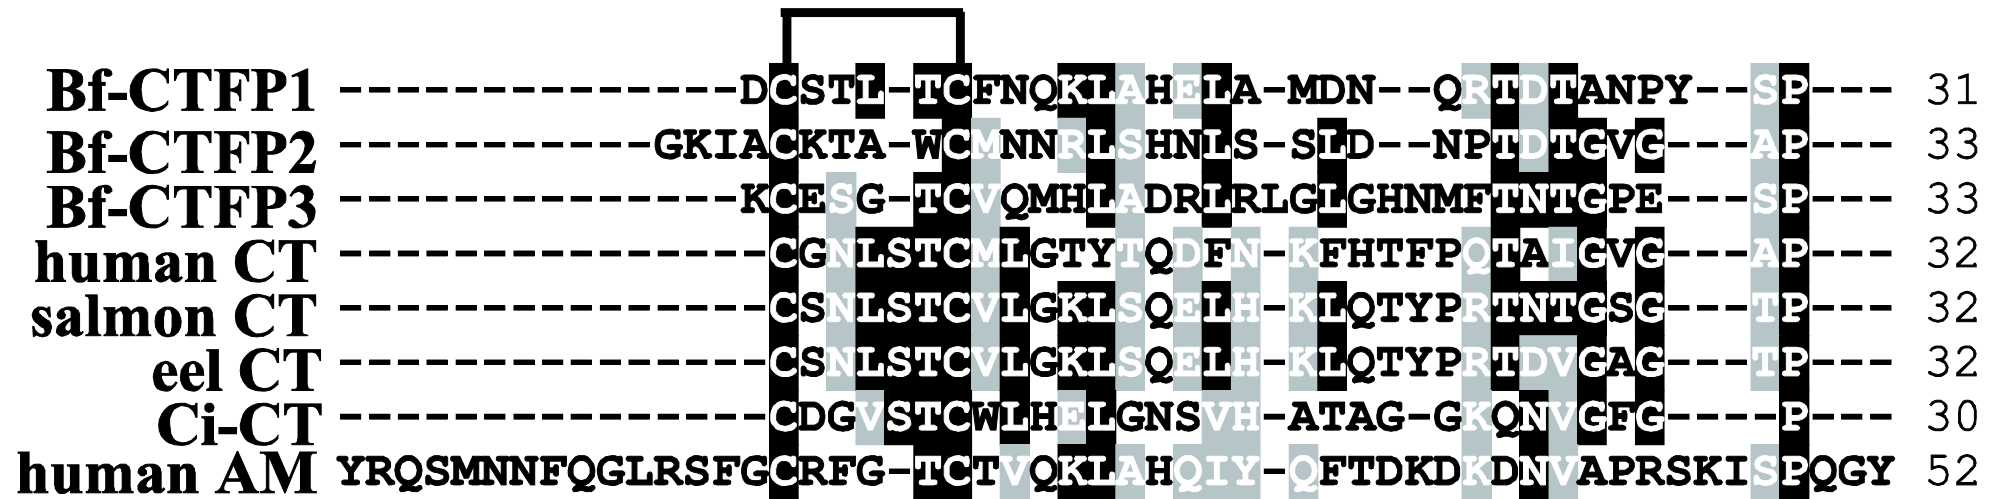 Bf-CTFP1 --------------DCSTL-TCFNQKLAHELA-MDN--QRTDTANPY--SP--- 31
Bf-CTFP2 -----------GKIACKTA-WCMNNRLSHNLS-SLD--NPTDTGVG---AP--- 33
Bf-CTFP3 --------------KCESG-TCVQMHLADRLRLGLGHNMFTNTGPE---SP--- 33
human CT ---------------CGNLSTCMLGTYTQDFN-KFHTFPQTAIGVG---AP--- 32
salmon CT ---------------CSNLSTCVLGKLSQELH-KLQTYPRTNTGSG---TP--- 32
eel CT ---------------CSNLSTCVLGKLSQELH-KLQTYPRTDVGAG---TP--- 32
Ci-CT ---------------CDGVSTCWLHELGNSVH-ATAG-GKQNVGFG----P--- 30
human AM YRQSMNNFQGLRSFGCRFG-TCTVQKLAHQIY-QFTDKDKDNVAPRSKISPQGY 52